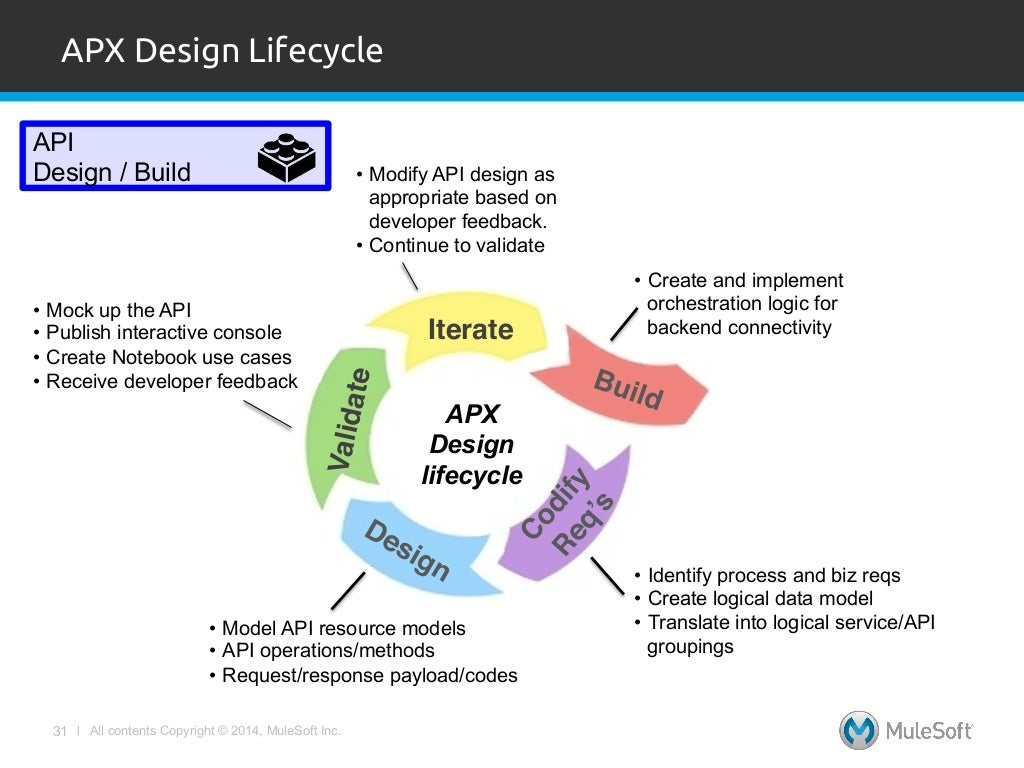 APX Design Lifecycle
API
Design / Build
• Modify API design as
appropriate based on
developer feedback.
• Continue to validate
• Create and implement
orchestration logic for
backend connectivity
• Mock up the API
• Publish interactive console
• Create Notebook use cases
• Receive developer feedback
Iterate
Build
Validate
APX
Design
lifecycle
Codify
Req's
Design
• Identify process and biz reqs
• Create logical data model
• Translate into logical service/API
groupings
• Model API resource models
• API operations/methods
• Request/response payload/codes
31 | All contents Copyright © 2014, MuleSoft Inc.
MuleSoft